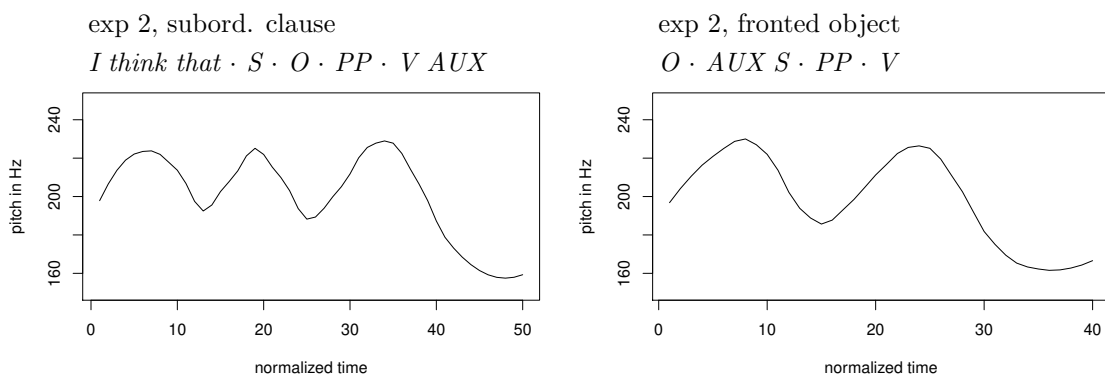 exp 2, subord. clause
I think that · S · O · PP · V AUX
240
200
160
pitch in Hz
0 10 20 30 40 50
normalized time
exp 2, fronted object
O · AUX S · PP · V
240
200
160
pitch in Hz
0 10 20 30 40
normalized time